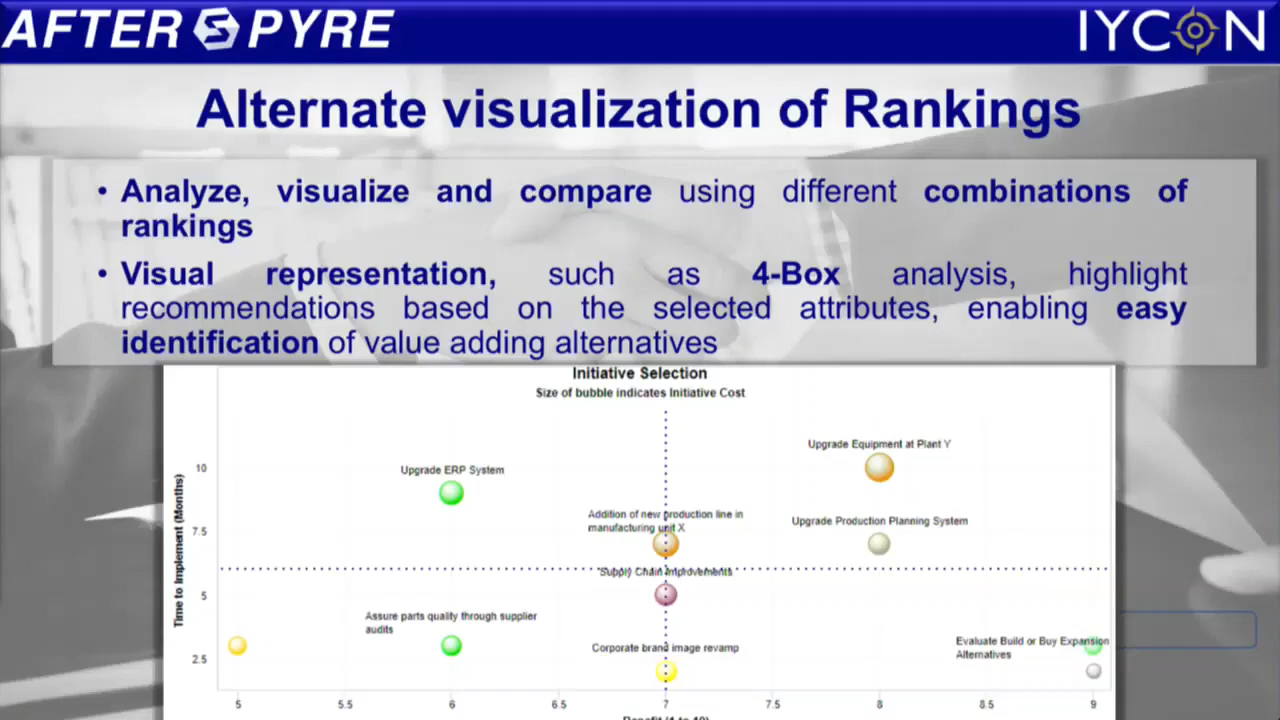 AFTER S PYRE
IYCON
Alternate visualization of Rankings
• Analyze, visualize and compare using different combinations of
rankings
• Visual representation, such as 4-Box analysis, highlight
recommendations based on the selected attributes, enabling easy
identification of value adding alternatives
Initiative Selection
Size of bubble indicates Initiative Cost
Upgrade Equipment at Plant Y
10
Upgrade ERP System
Addition of new production line in
manufacturing unit X
Upgrade Production Planning System
7.5
Supply Chain Improvements
5
Time to Implement (Months)
Assure parts quality through supplier
audits
Corporate brand image revamp
Evaluate Build or Buy Expansion
Alternatives
2.5
5
5.5
6
6.5
7
7.5
8
8.5
9
Benefit (1 to 10)